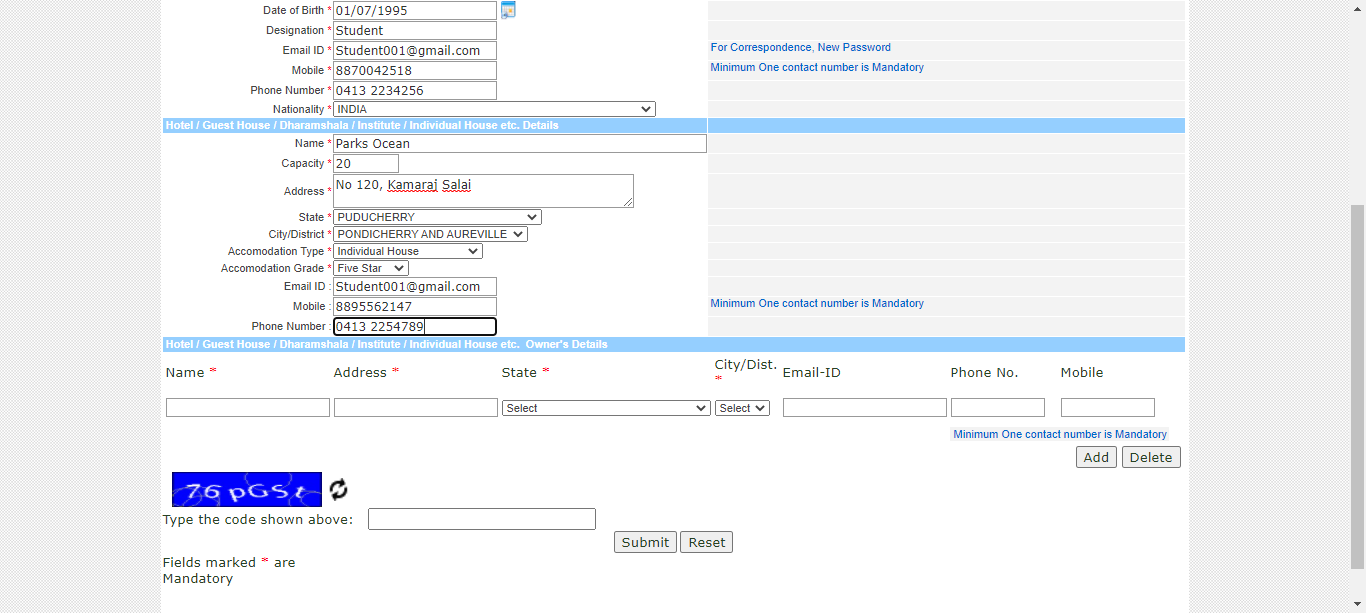 Date of Birth * 01/07/1995
Designation * Student
Email ID * Student001@gmail.com For Correspondence, New Password
Mobile * 8870042518 Minimum One contact number is Mandatory
Phone Number * 0413 2234256
Nationality * INDIA
Hotel / Guest House / Dharamshala / Institute / Individual House etc. Details
Name * Parks Ocean
Capacity * 20
Address * No 120, Kamaraj Salai
State * PUDUCHERRY
City/District * PONDICHERRY AND AUREVILLE
Accomodation Type * Individual House
Accomodation Grade * Five Star
Email ID : Student001@gmail.com
Mobile : 8895562147 Minimum One contact number is Mandatory
Phone Number : 0413 2254789
Hotel / Guest House / Dharamshala / Institute / Individual House etc. Owner's Details
Name * Address * State * City/Dist. * Email-ID Phone No. Mobile
Select Select
Minimum One contact number is Mandatory
Add Delete
76pGSt
Type the code shown above:
Submit Reset
Fields marked * are
Mandatory